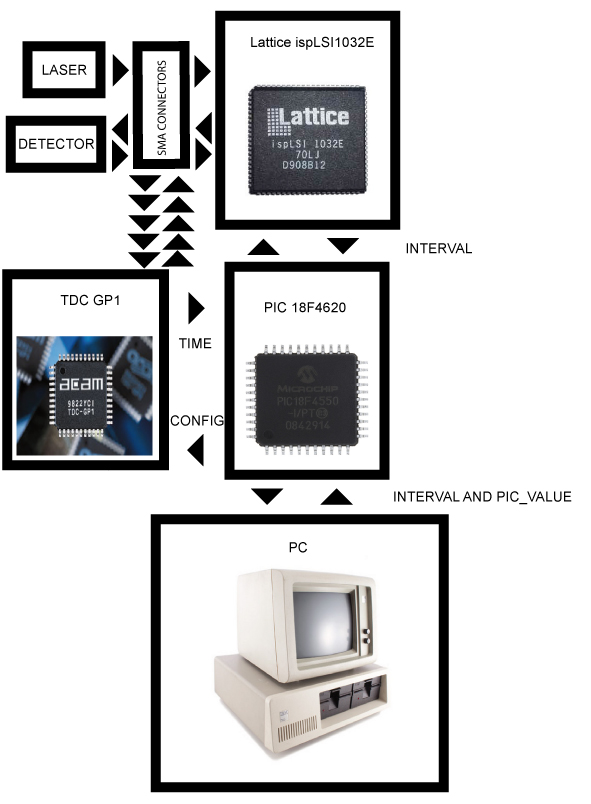 Lattice ispLSI1032E
LASER
DETECTOR
SMA CONNECTORS
Lattice
ispLSI 1032E
70LJ
D908B12
INTERVAL
TDC GP1
acam
9822YC1
TDC-GP1
TIME
CONFIG
PIC 18F4620
MICROCHIP
PIC18F4550
-I/PT e3
0842914
INTERVAL AND PIC_VALUE
PC